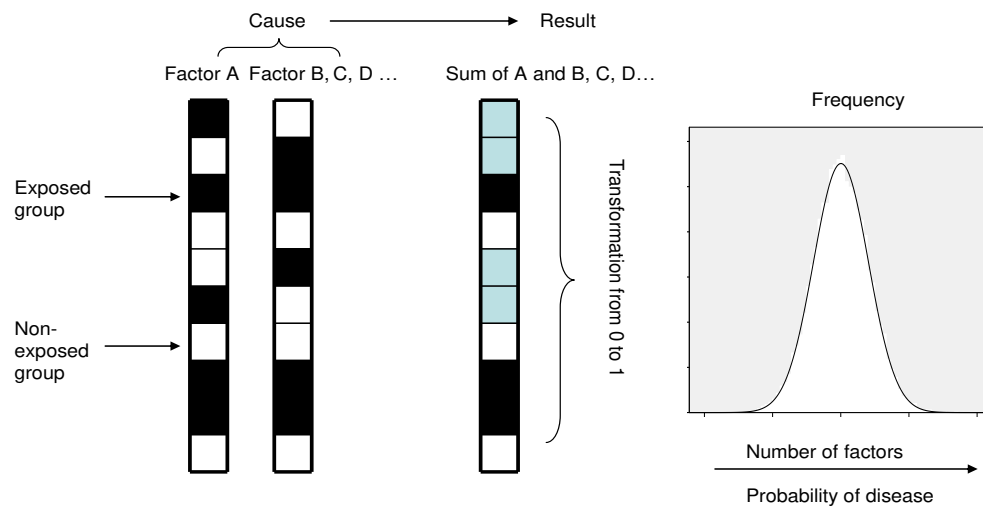 Cause
Result
Factor A
Factor B, C, D …
Sum of A and B, C, D…
Frequency
Exposed
group
Non-
exposed
group
Transformation from 0 to 1
Number of factors
Probability of disease